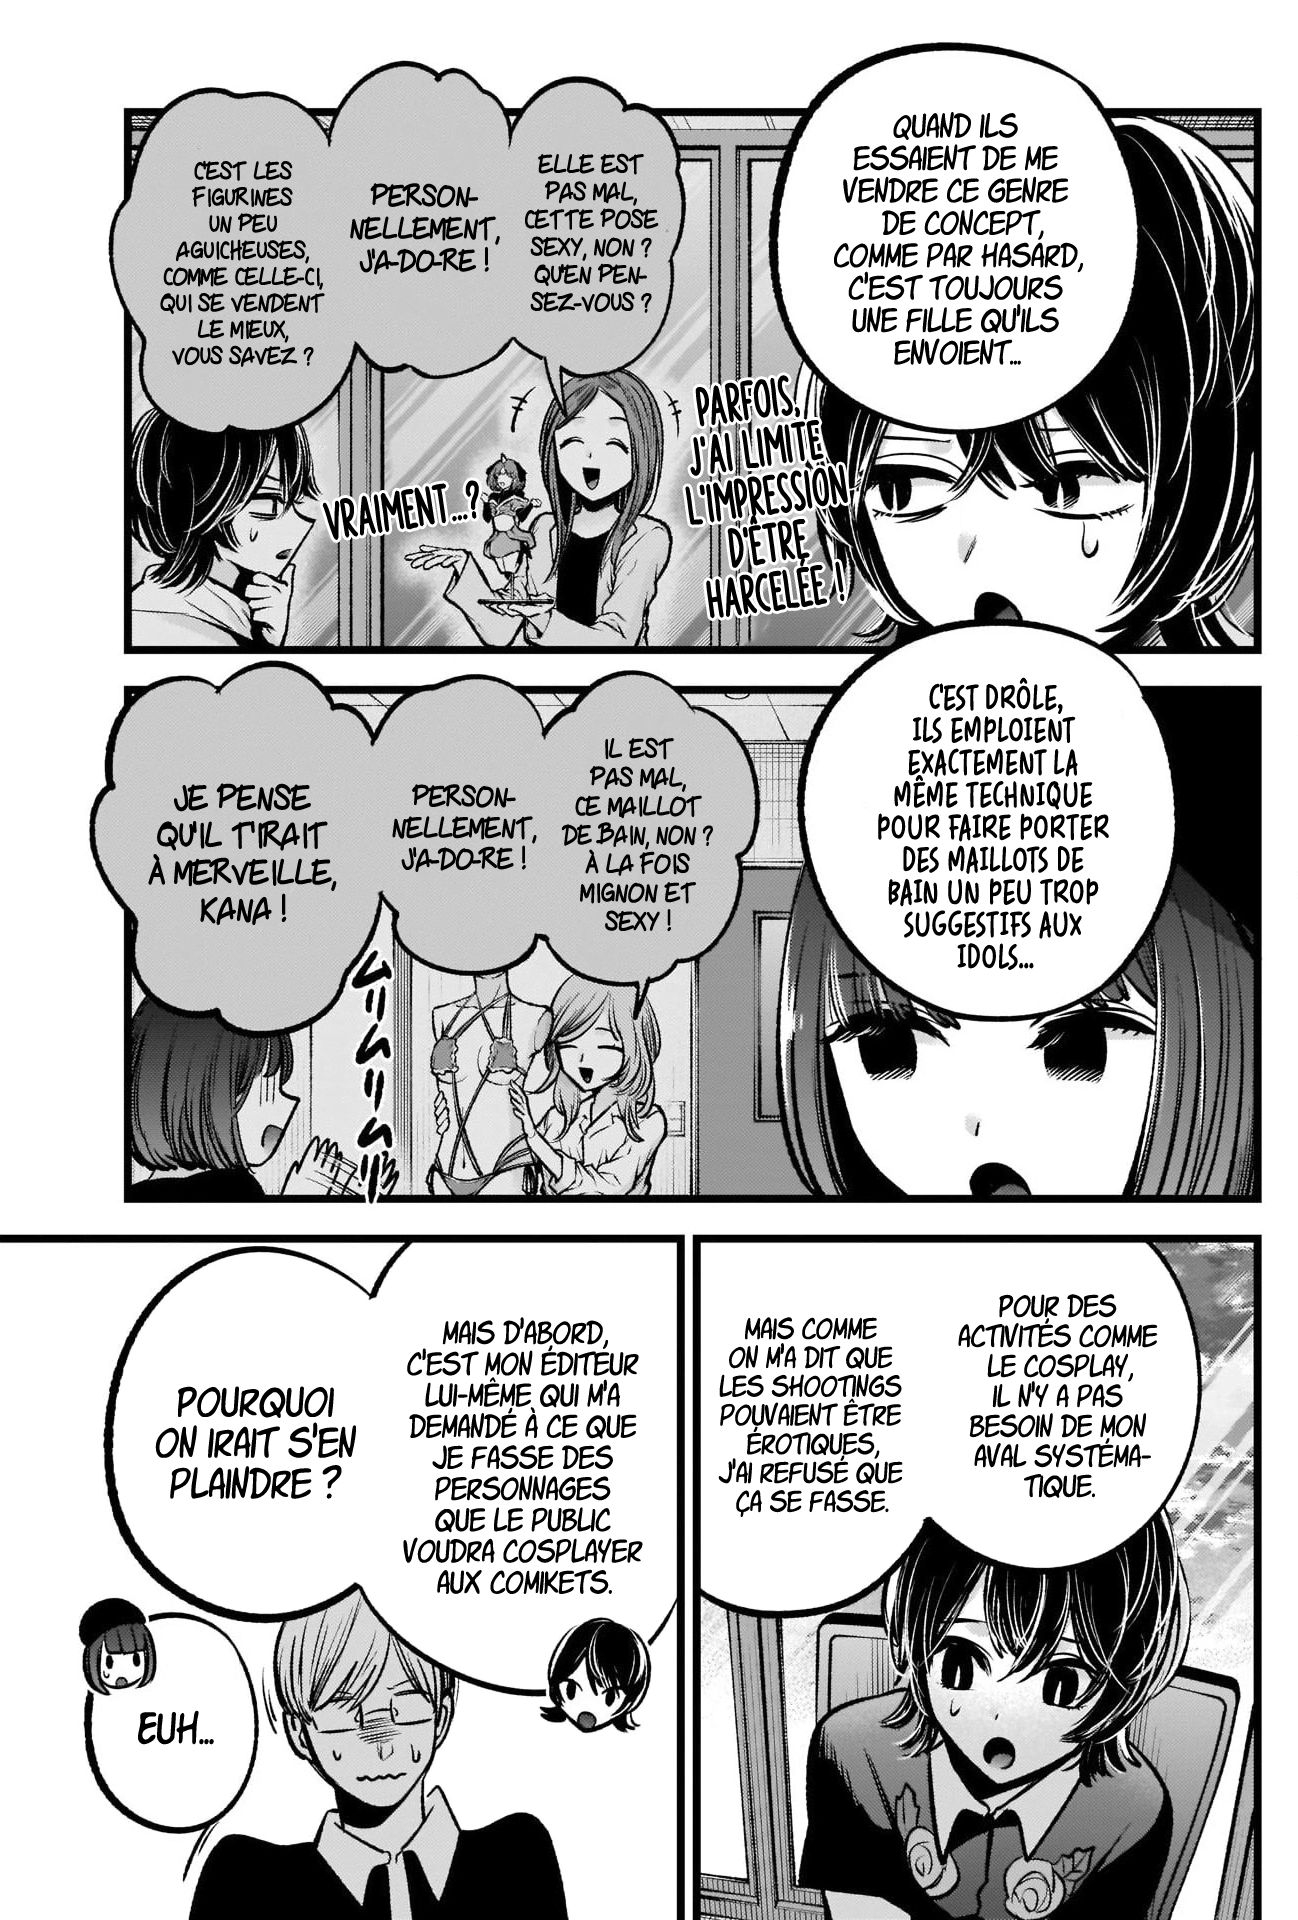 QUAND ILS
ESSAIENT DE ME
VENDRE CE GENRE
DE CONCEPT,
COMME PAR HASARD,
C'EST TOUJOURS
UNE FILLE QU'ILS
ENVOIENT...
PARFOIS,
J'AI LIMITE
L'IMPRESSION
D'ÊTRE
HARCELÉE !
ELLE EST
PAS MAL,
CETTE POSE
SEXY, NON ?
QU'EN PEN-
SEZ-VOUS ?
PERSON-
NELLEMENT,
J'A-DO-RE !
C'EST LES
FIGURINES
UN PEU
AGUICHEUSES,
COMME CELLE-CI,
QUI SE VENDENT
LE MIEUX,
VOUS SAVEZ ?
VRAIMENT...?
C'EST DRÔLE,
ILS EMPLOIENT
EXACTEMENT LA
MÊME TECHNIQUE
POUR FAIRE PORTER
DES MAILLOTS DE
BAIN UN PEU TROP
SUGGESTIFS AUX
IDOLS...
IL EST
PAS MAL,
CE MAILLOT
DE BAIN, NON ?
À LA FOIS
MIGNON ET
SEXY !
PERSON-
NELLEMENT,
J'A-DO-RE !
JE PENSE
QU'IL T'IRAIT
À MERVEILLE,
KANA !
ムリムリムリ
POUR DES
ACTIVITÉS COMME
LE COSPLAY,
IL N'Y A PAS
BESOIN DE MON
AVAL SYSTÉMA-
TIQUE.
MAIS COMME
ON M'A DIT QUE
LES SHOOTINGS
POUVAIENT ÊTRE
ÉROTIQUES,
J'AI REFUSÉ QUE
ÇA SE FASSE.
MAIS D'ABORD,
C'EST MON ÉDITEUR
LUI-MÊME QUI M'A
DEMANDÉ À CE QUE
JE FASSE DES
PERSONNAGES
QUE LE PUBLIC
VOUDRA COSPLAYER
AUX COMIKETS.
POURQUOI
ON IRAIT S'EN
PLAINDRE ?
EUH...